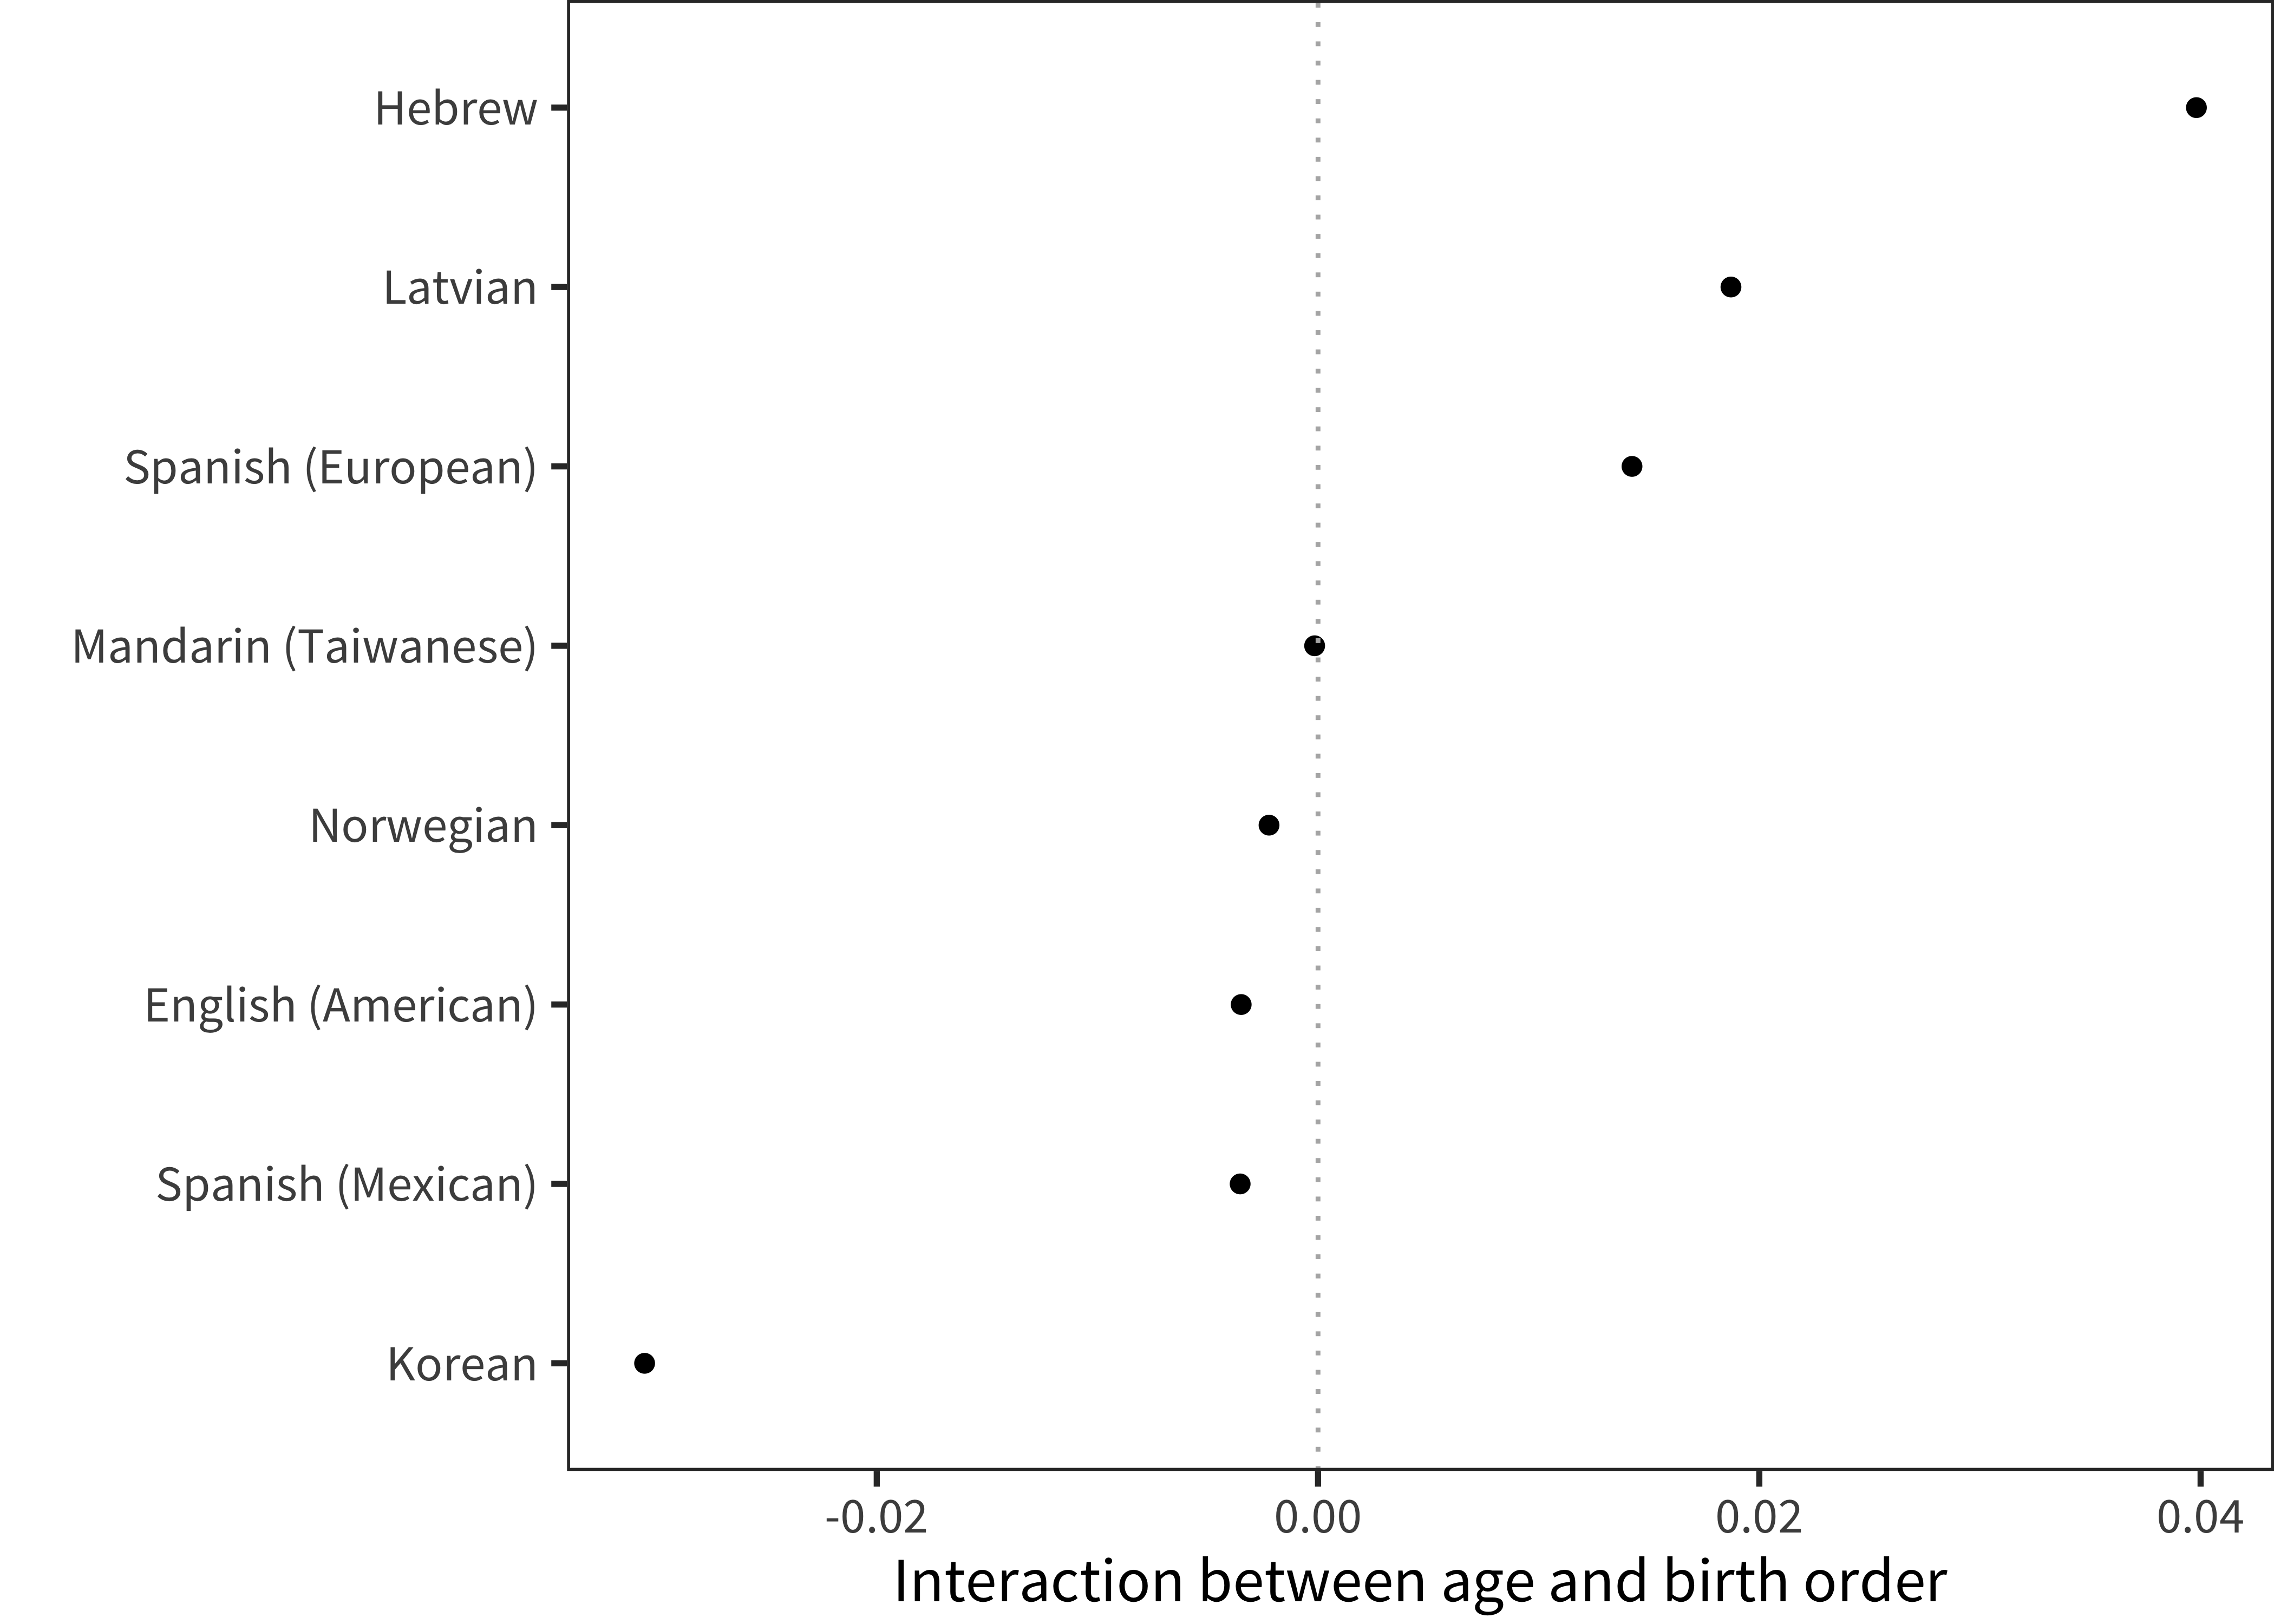 Hebrew
Latvian
Spanish (European)
Mandarin (Taiwanese)
Norwegian
English (American)
Spanish (Mexican)
Korean
-0.02 0.00 0.02 0.04
Interaction between age and birth order